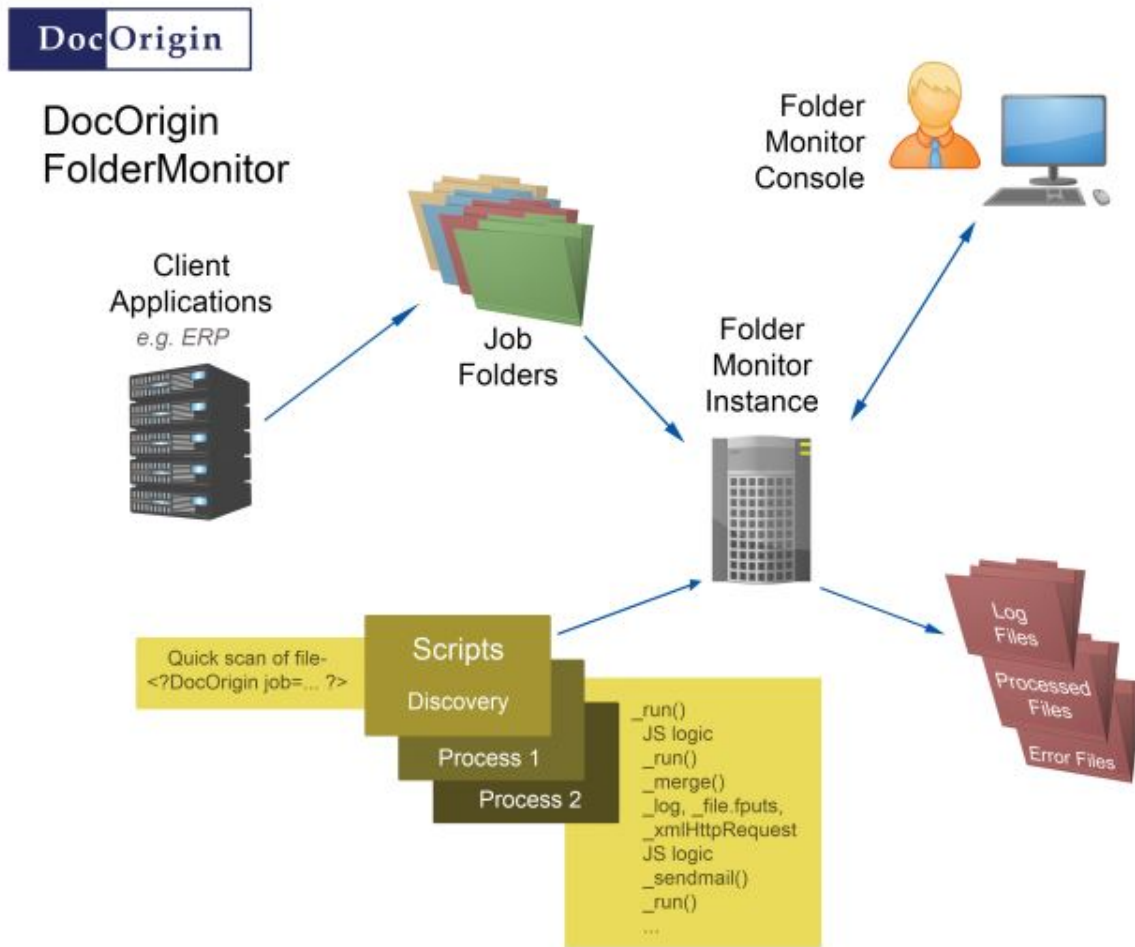 DocOrigin
DocOrigin
FolderMonitor
Client
Applications
e.g. ERP
Job
Folders
Folder
Monitor
Console
Folder
Monitor
Instance
Quick scan of file-
<?DocOrigin job=... ?>
Scripts
Discovery
Process 1
Process 2
_run()
JS logic
_run()
_merge()
_log, _file.fputs,
_xmlHttpRequest
JS logic
_sendmail()
_run()
...
Log
Files
Processed
Files
Error Files